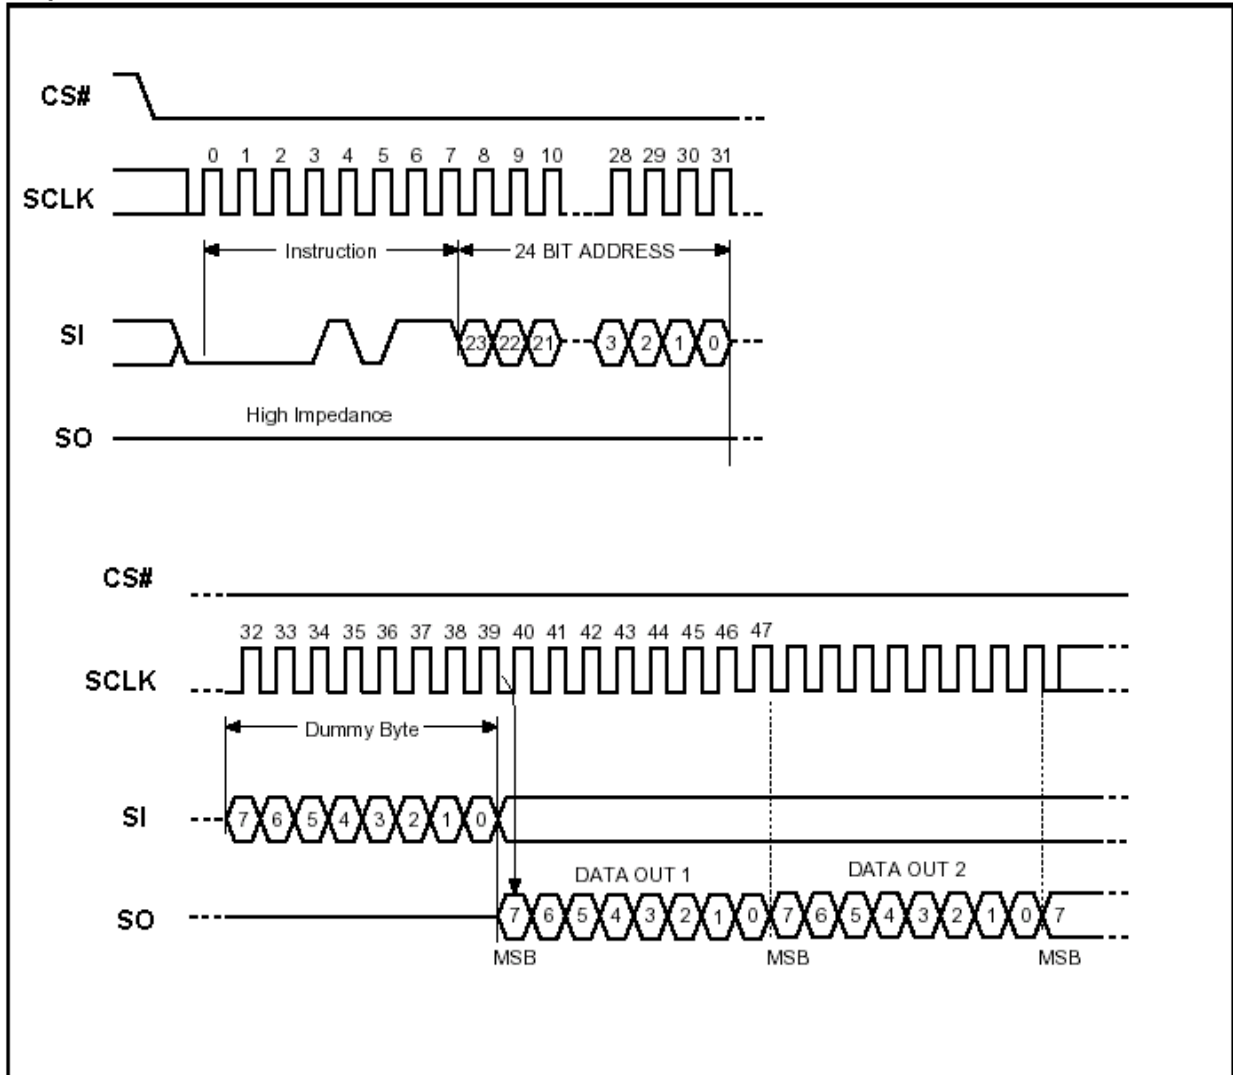 CS#
0 1 2 3 4 5 6 7 8 9 10 28 29 30 31
SCLK
Instruction 24 BIT ADDRESS
SI 23 22 21 3 2 1 0
High Impedance
SO
CS#
32 33 34 35 36 37 38 39 40 41 42 43 44 45 46 47
SCLK
Dummy Byte
SI 7 6 5 4 3 2 1 0
DATA OUT 1 DATA OUT 2
SO 7 6 5 4 3 2 1 0 7 6 5 4 3 2 1 0 7
MSB MSB MSB